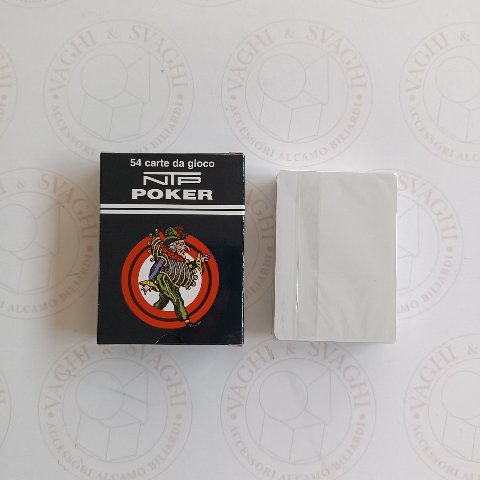 54 carte da gioco
NTP
POKER
VAGHI & SVAGHI
ACCESSORI ALCAMO BILIARDI